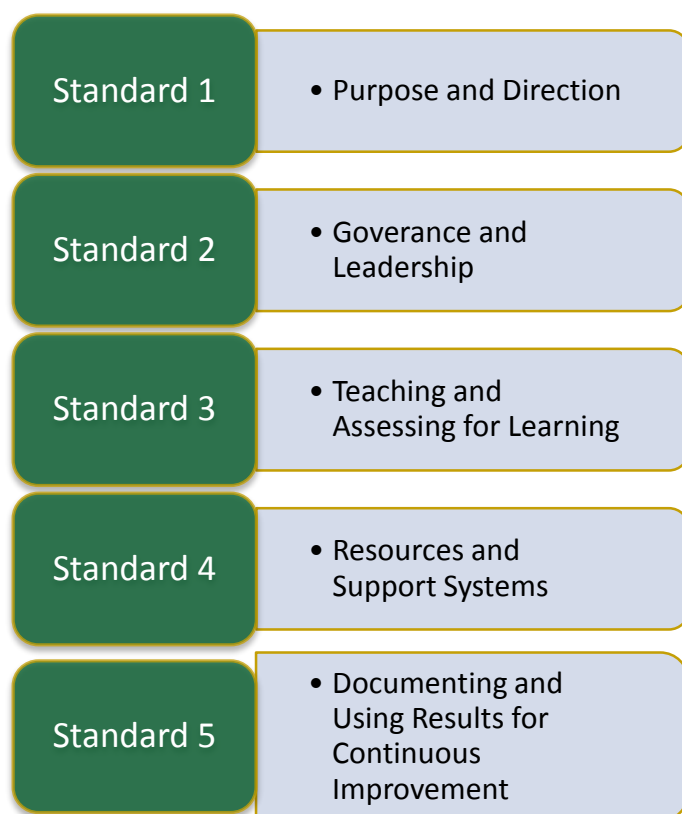 Standard 1
• Purpose and Direction
Standard 2
• Goverance and
Leadership
Standard 3
• Teaching and
Assessing for Learning
Standard 4
• Resources and
Support Systems
Standard 5
• Documenting and
Using Results for
Continuous
Improvement